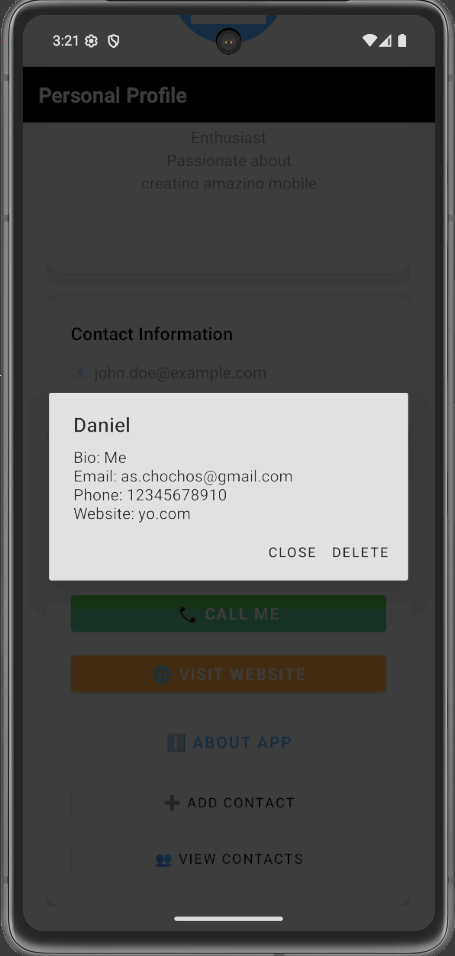 3:21
Personal Profile
Enthusiast
Passionate about
creating amazing mobile
Contact Information
john.doe@example.com
Daniel
Bio: Me
Email: as.chochos@gmail.com
Phone: 12345678910
Website: yo.com
CLOSE DELETE
CALL ME
VISIT WEBSITE
ABOUT APP
ADD CONTACT
VIEW CONTACTS